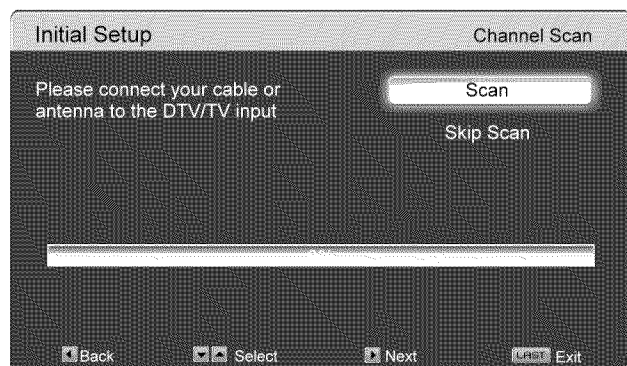 Initial Setup Channel Scan
Please connect your cable or Scan
antenna to the DTV/TV input
Skip Scan
Back Select Next LAST Exit